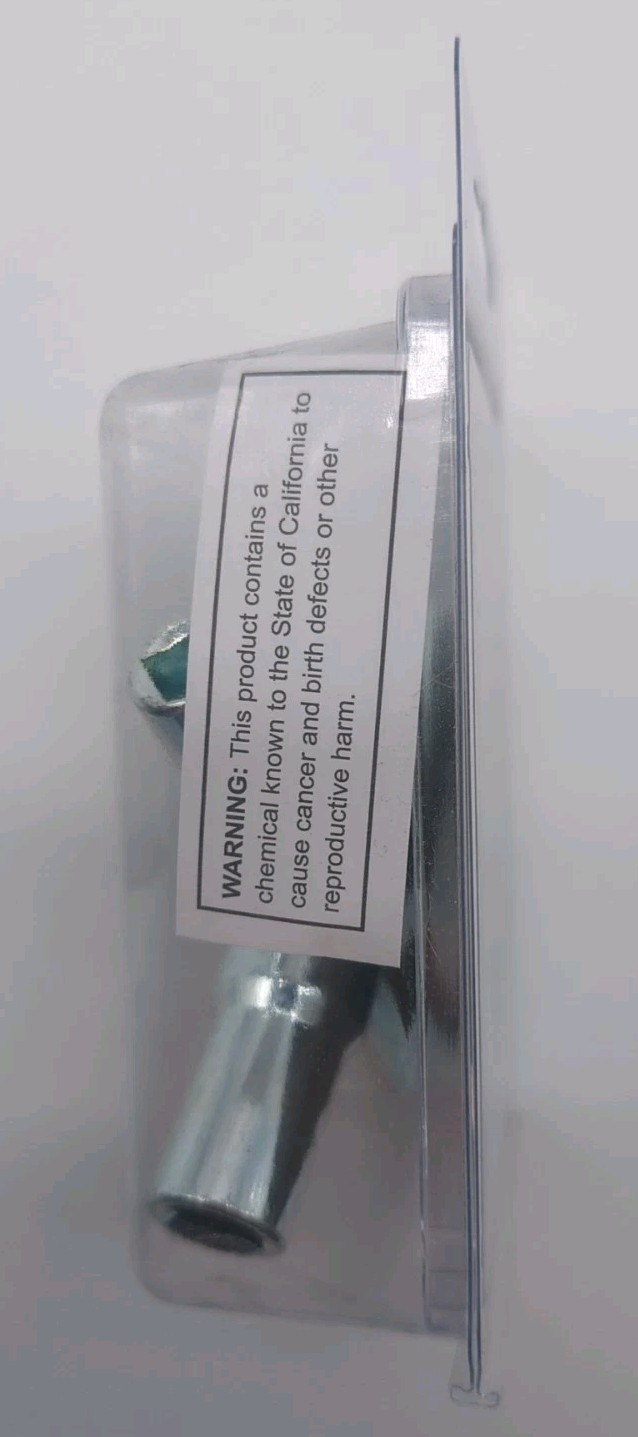 WARNING: This product contains a
chemical known to the State of California to
cause cancer and birth defects or other
reproductive harm.